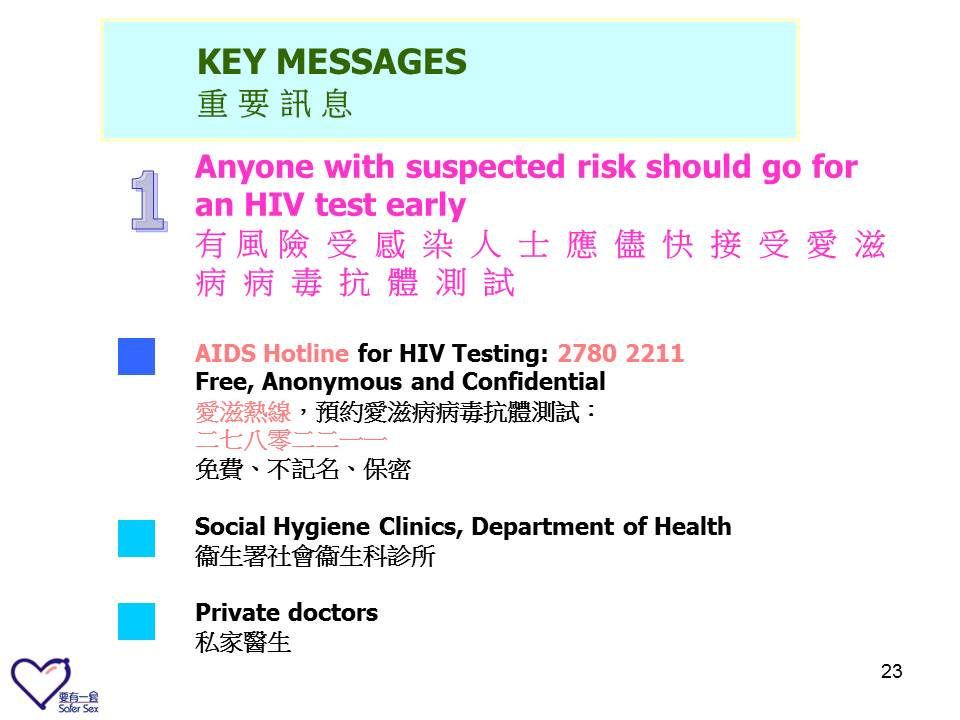 KEY MESSAGES
重 要 訊 息
1
Anyone with suspected risk should go for
an HIV test early
有 風 險 受 感 染 人 士 應 儘 快 接 受 愛 滋
病 病 毒 抗 體 測 試
AIDS Hotline for HIV Testing: 2780 2211
Free, Anonymous and Confidential
愛滋熱線，預約愛滋病病毒抗體測試：
二七八零二二一一
免費、不記名、保密
Social Hygiene Clinics, Department of Health
衞生署社會衞生科診所
Private doctors
私家醫生
要有一套
Safer Sex
23